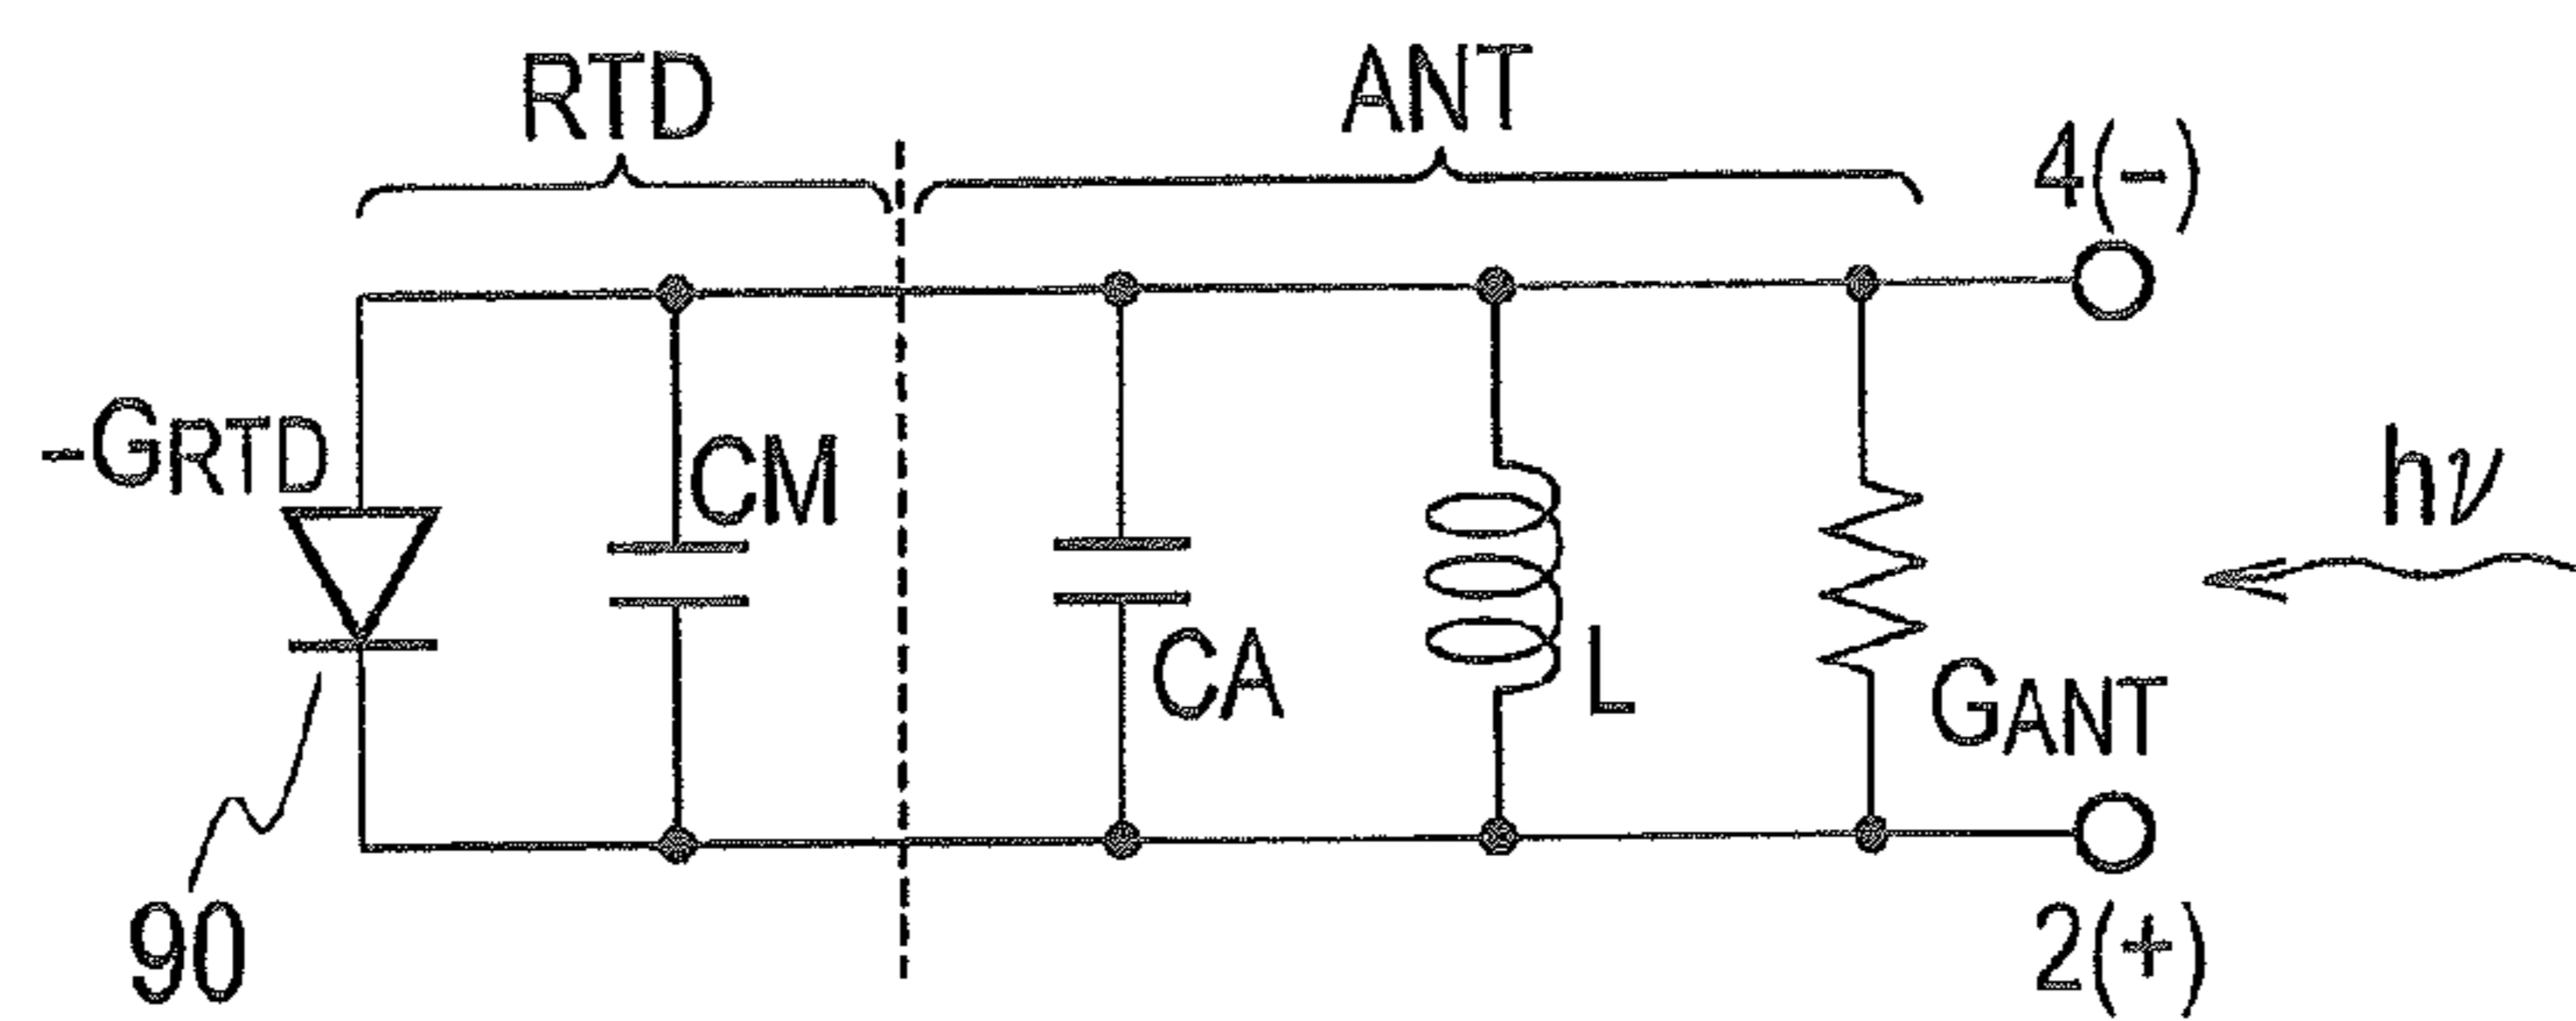 RTD
ANT
4(-)
-GRTD
CM
hν
CA
L
GANT
90
2(+)